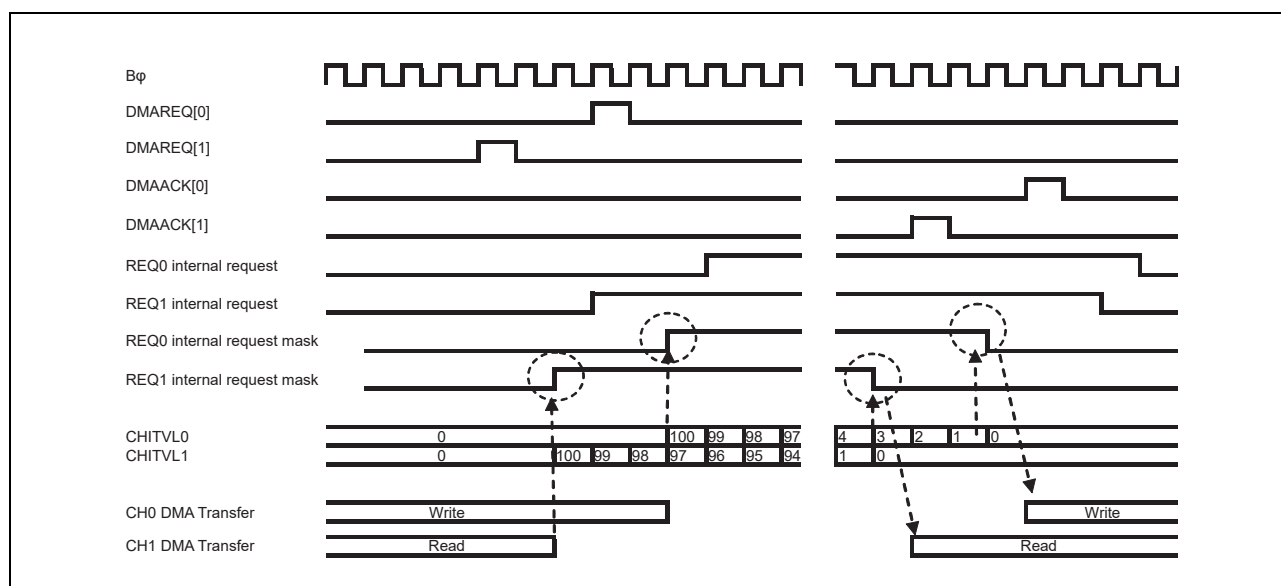 Bφ
DMAREQ[0]
DMAREQ[1]
DMAACK[0]
DMAACK[1]
REQ0 internal request
REQ1 internal request
REQ0 internal request mask
REQ1 internal request mask
CHITVL0 0 100 99 98 97 4 3 2 1 0
CHITVL1 0 100 99 98 97 96 95 94 1 0
CH0 DMA Transfer Write Write
CH1 DMA Transfer Read Read